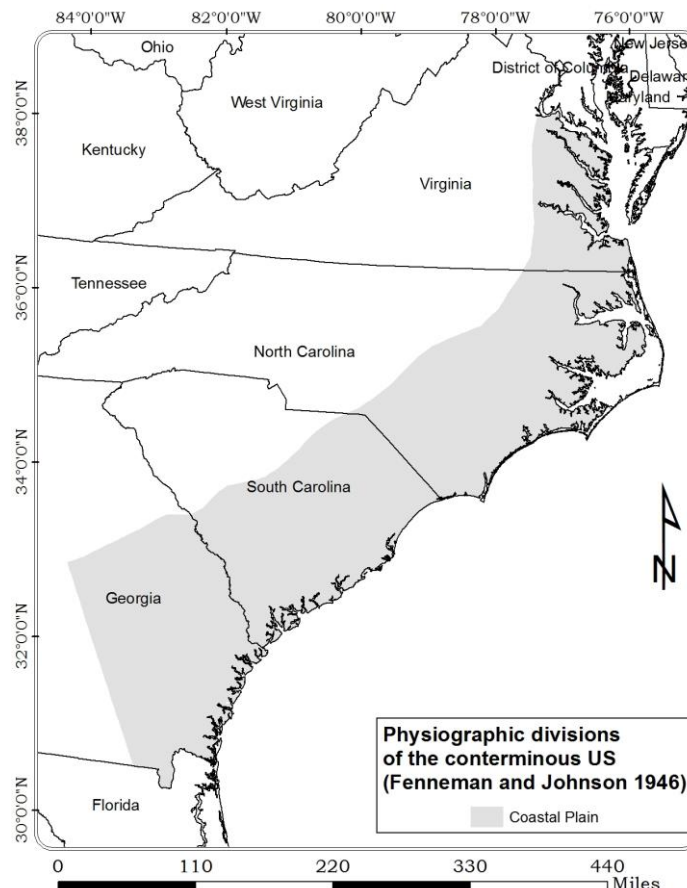 84°0'0"W 82°0'0"W 80°0'0"W 78°0'0"W 76°0'0"W
Ohio
New Jerse
District of Columbia
Delaware
West Virginia
Maryland
38°0'0"N
Kentucky
Virginia
36°0'0"N
Tennessee
North Carolina
34°0'0"N
South Carolina
N
Georgia
32°0'0"N
Physiographic divisions
of the conterminous US
(Fenneman and Johnson 1946)
Coastal Plain
Florida
30°0'0"N
0 110 220 330 440
Miles